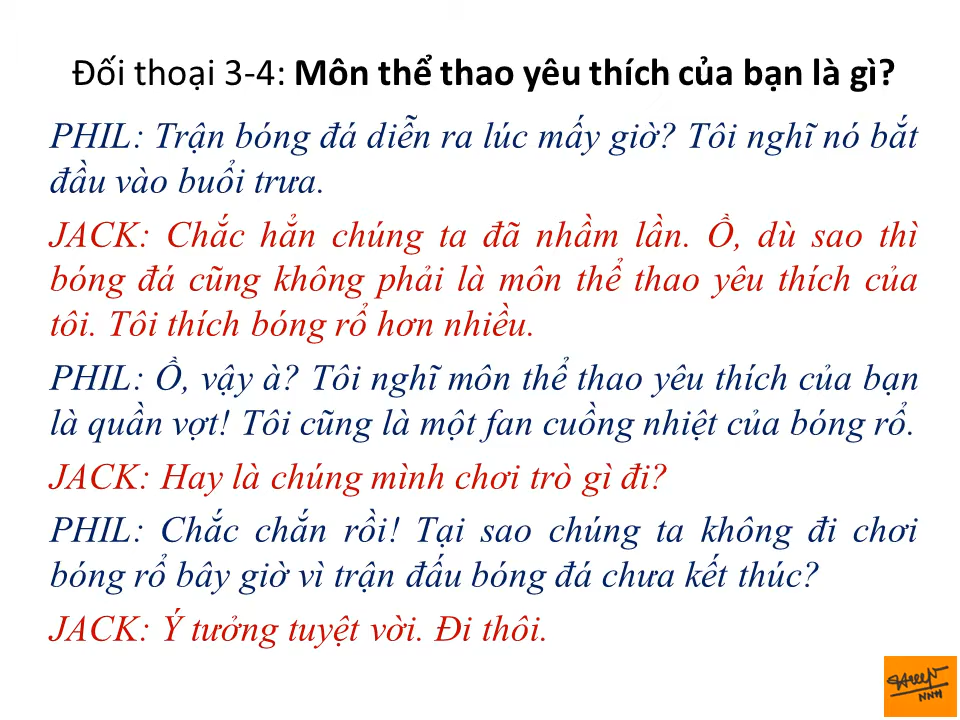 Đối thoại 3-4: Môn thể thao yêu thích của bạn là gì?
PHIL: Trận bóng đá diễn ra lúc mấy giờ? Tôi nghĩ nó bắt
đầu vào buổi trưa.
JACK: Chắc hẳn chúng ta đã nhầm lần. Ồ, dù sao thì
bóng đá cũng không phải là môn thể thao yêu thích của
tôi. Tôi thích bóng rổ hơn nhiều.
PHIL: Ồ, vậy à? Tôi nghĩ môn thể thao yêu thích của bạn
là quần vợt! Tôi cũng là một fan cuồng nhiệt của bóng rổ.
JACK: Hay là chúng mình chơi trò gì đi?
PHIL: Chắc chắn rồi! Tại sao chúng ta không đi chơi
bóng rổ bây giờ vì trận đấu bóng đá chưa kết thúc?
JACK: Ý tưởng tuyệt vời. Đi thôi.
NNH